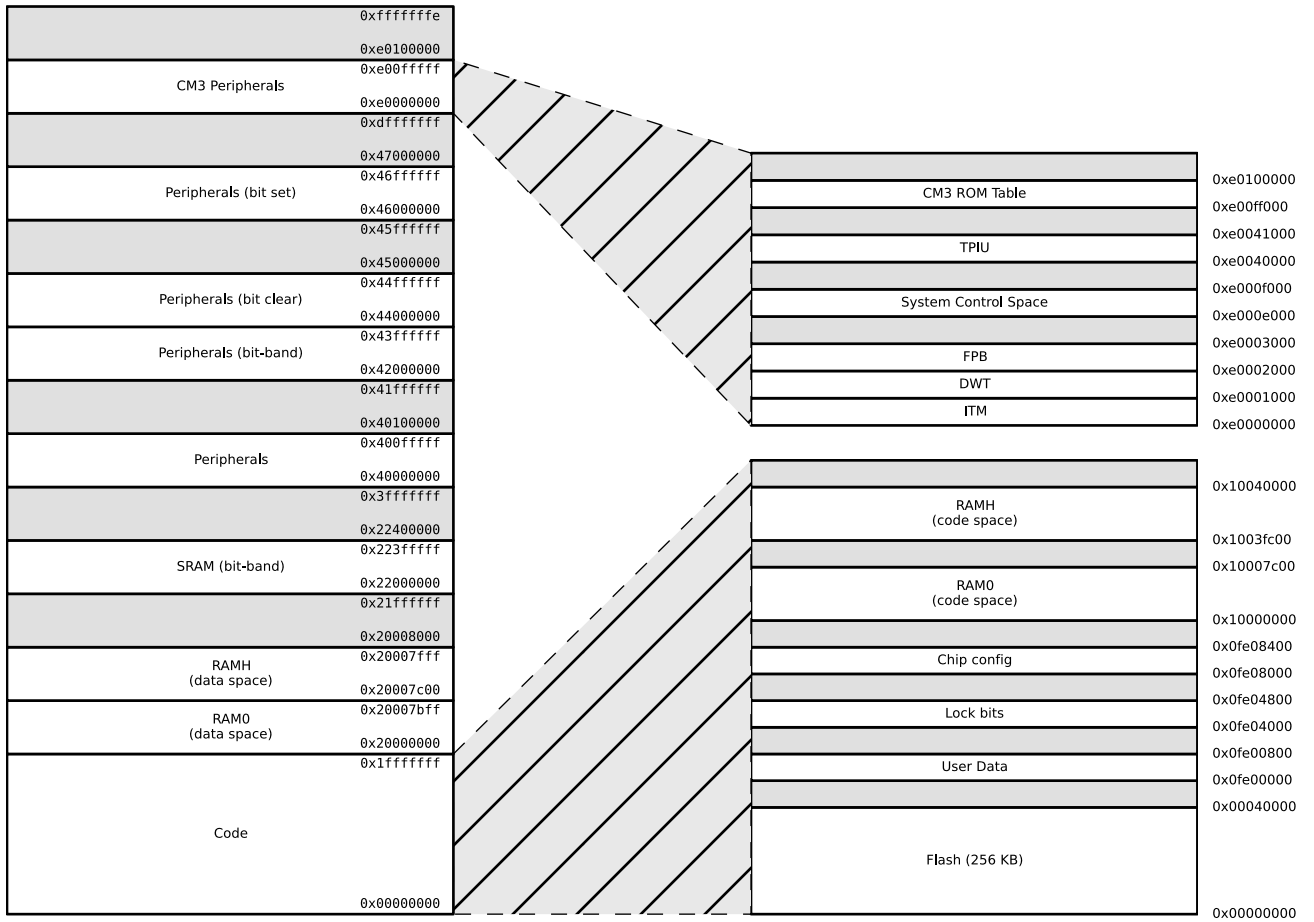 0xfffffffe
0xe0100000
0xe00fffff
CM3 Peripherals
0xe0000000
0xdfffffff
0x47000000
0x46ffffff
Peripherals (bit set)
0x46000000
0x45ffffff
0x45000000
0x44ffffff
Peripherals (bit clear)
0x44000000
0x43ffffff
Peripherals (bit-band)
0x42000000
0x41ffffff
0x40100000
0x400fffff
Peripherals
0x40000000
0x3fffffff
0x22400000
0x223fffff
SRAM (bit-band)
0x22000000
0x21ffffff
0x20008000
0x20007fff
RAMH
(data space)
0x20007c00
0x20007bff
RAM0
(data space)
0x20000000
0x1fffffff
Code
0x00000000
0xe0100000
CM3 ROM Table
0xe00ff000
0xe0041000
TPIU
0xe0040000
0xe000f000
System Control Space
0xe000e000
0xe0003000
FPB
0xe0002000
DWT
0xe0001000
ITM
0xe0000000
0x10040000
RAMH
(code space)
0x1003fc00
0x10007c00
RAM0
(code space)
0x10000000
0x0fe08400
Chip config
0x0fe08000
0x0fe04800
Lock bits
0x0fe04000
0x0fe00800
User Data
0x0fe00000
0x00040000
Flash (256 KB)
0x00000000